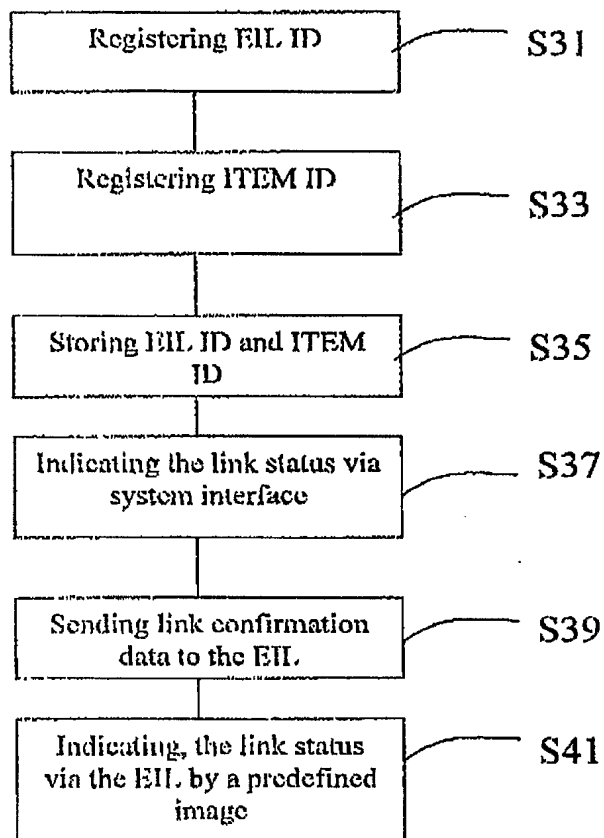 Registering EIL ID
S31
Registering ITEM ID
S33
Storing EIL ID and ITEM
ID
S35
Indicating the link status via
system interface
S37
Sending link confirmation
data to the EIL
S39
Indicating, the link status
via the EIL by a predefined
image
S41